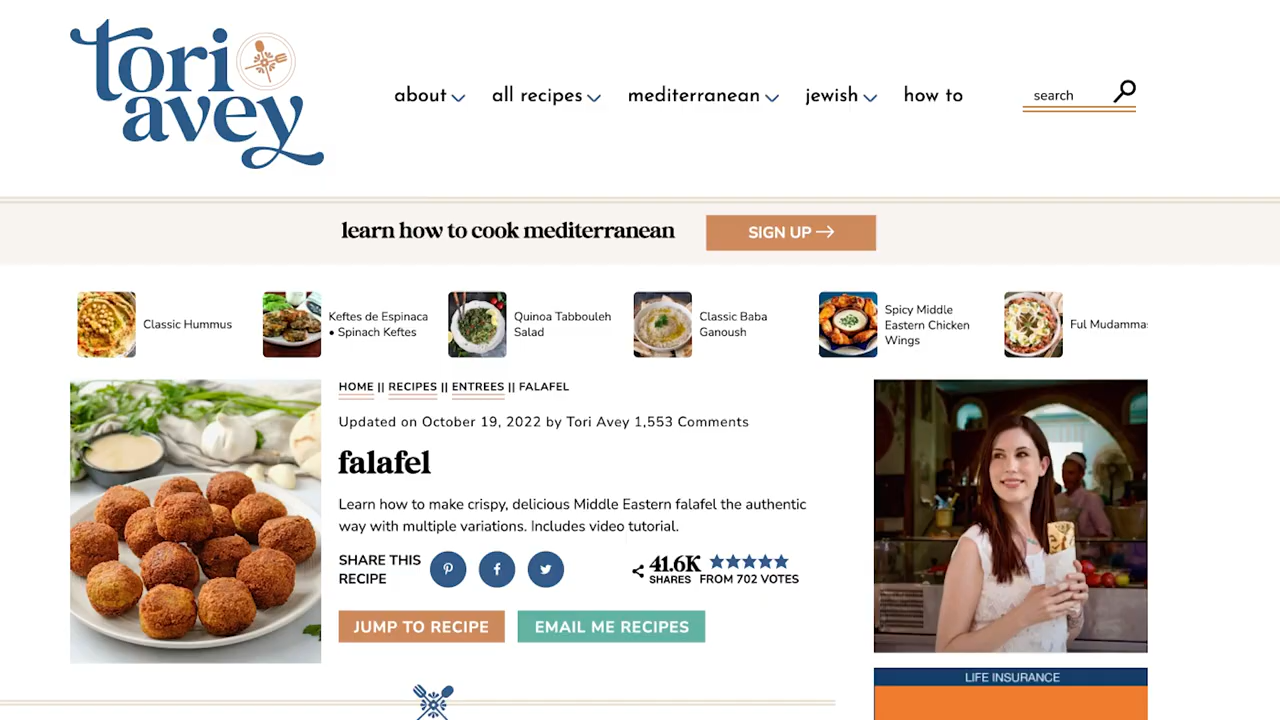 tori
avey
about
all recipes
mediterranean
jewish
how to
search
learn how to cook mediterranean
SIGN UP →
Classic Hummus
Keftes de Espinaca
• Spinach Keftes
Quinoa Tabbouleh
Salad
Classic Baba
Ganoush
Spicy Middle
Eastern Chicken
Wings
Ful Mudammas
HOME || RECIPES || ENTREES || FALAFEL
Updated on October 19, 2022 by Tori Avey 1,553 Comments
falafel
Learn how to make crispy, delicious Middle Eastern falafel the authentic
way with multiple variations. Includes video tutorial.
SHARE THIS
RECIPE
41.6K
SHARES
FROM 702 VOTES
JUMP TO RECIPE
EMAIL ME RECIPES
LIFE INSURANCE